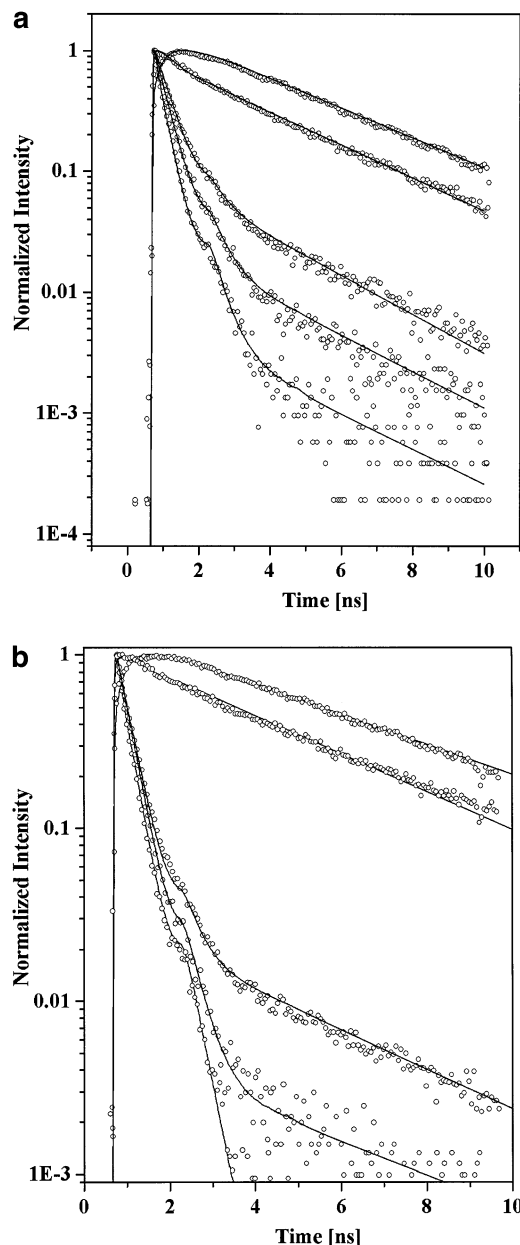 a
1
0.1
0.01
1E-3
1E-4
Normalized Intensity
0 2 4 6 8 10
Time [ns]
b
1
0.1
0.01
1E-3
Normalized Intensity
0 2 4 6 8 10
Time [ns]